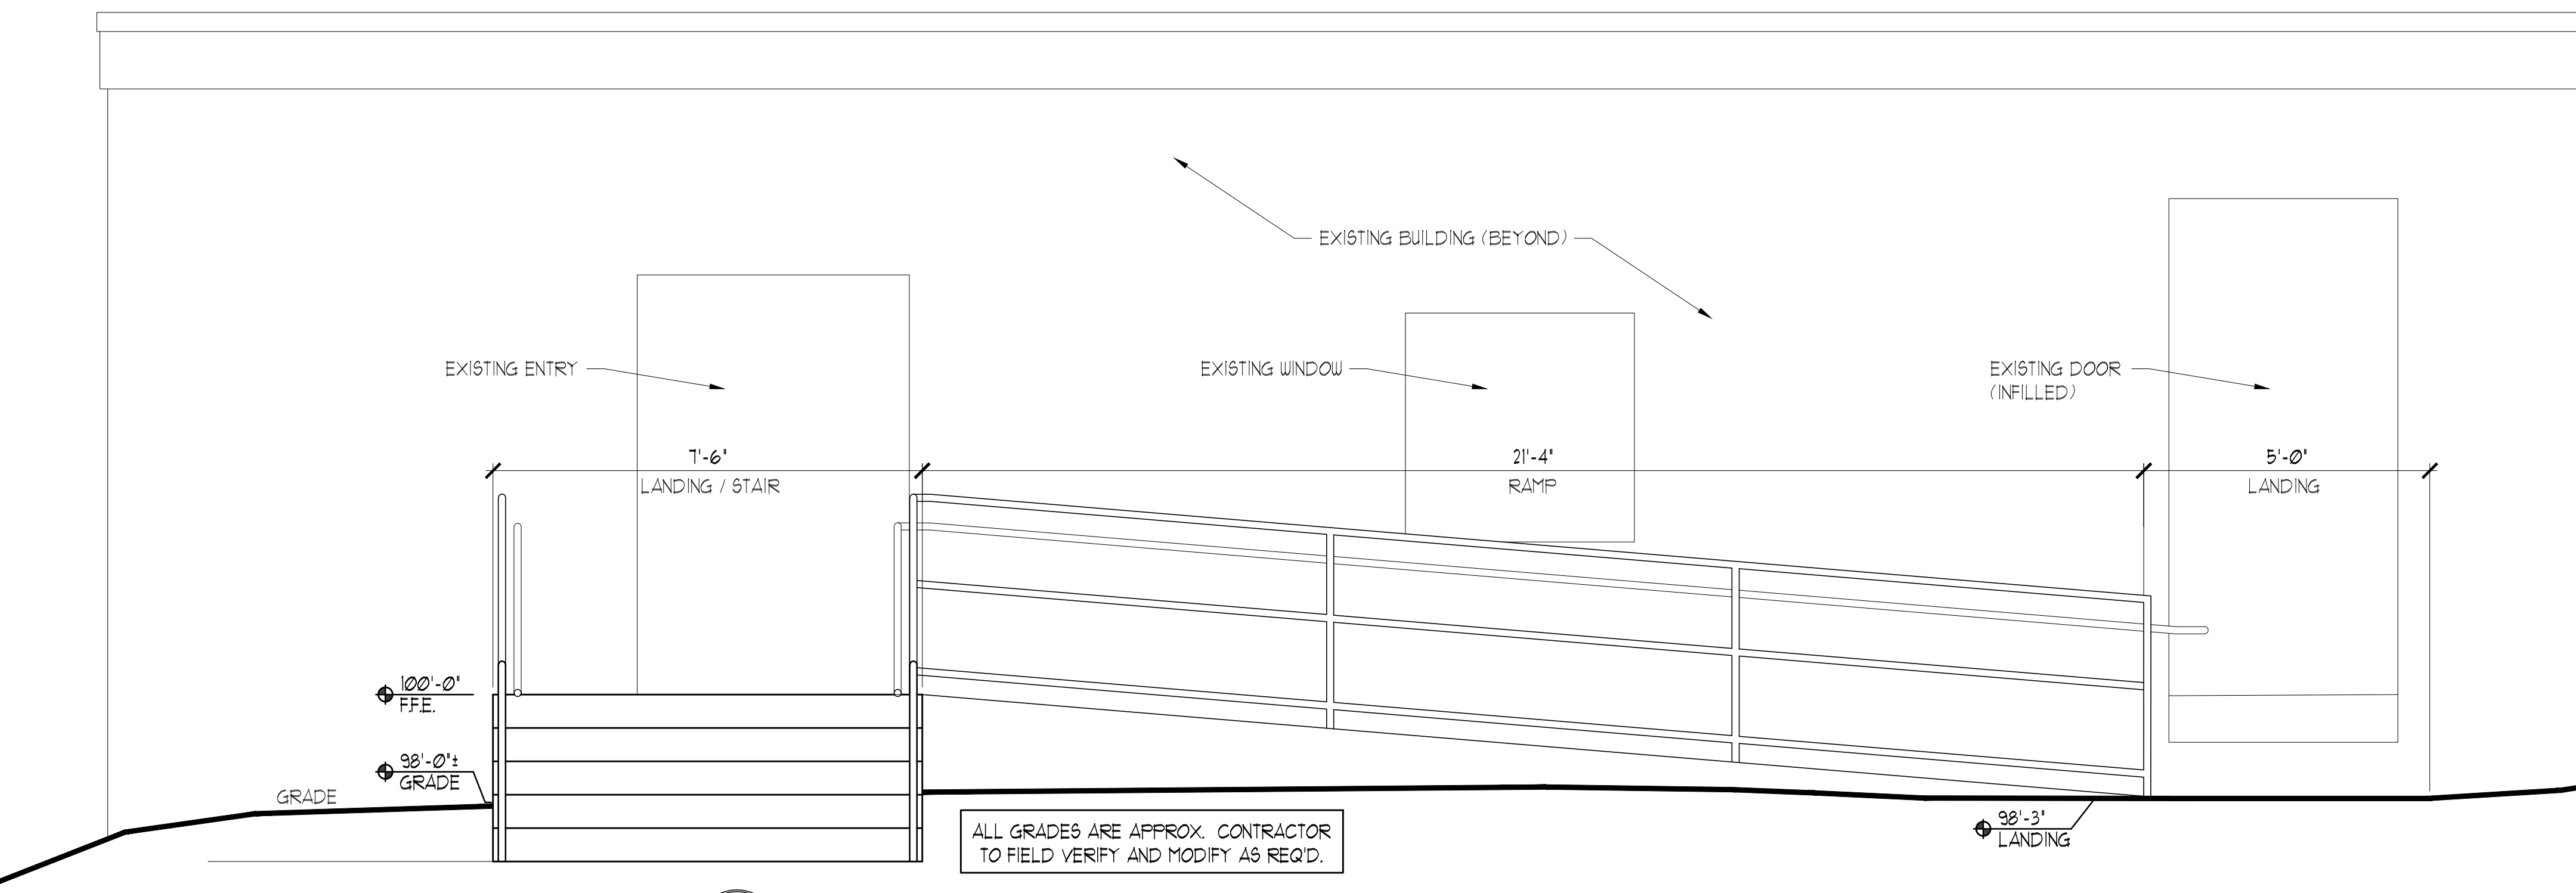 EXISTING BUILDING (BEYOND)
EXISTING ENTRY
EXISTING WINDOW
EXISTING DOOR
(INFILLED)
7'-6"
LANDING / STAIR
21'-4"
RAMP
5'-0"
LANDING
100'-0"
F.F.E.
98'-0"±
GRADE
GRADE
ALL GRADES ARE APPROX. CONTRACTOR
TO FIELD VERIFY AND MODIFY AS REQ'D.
98'-3"
LANDING